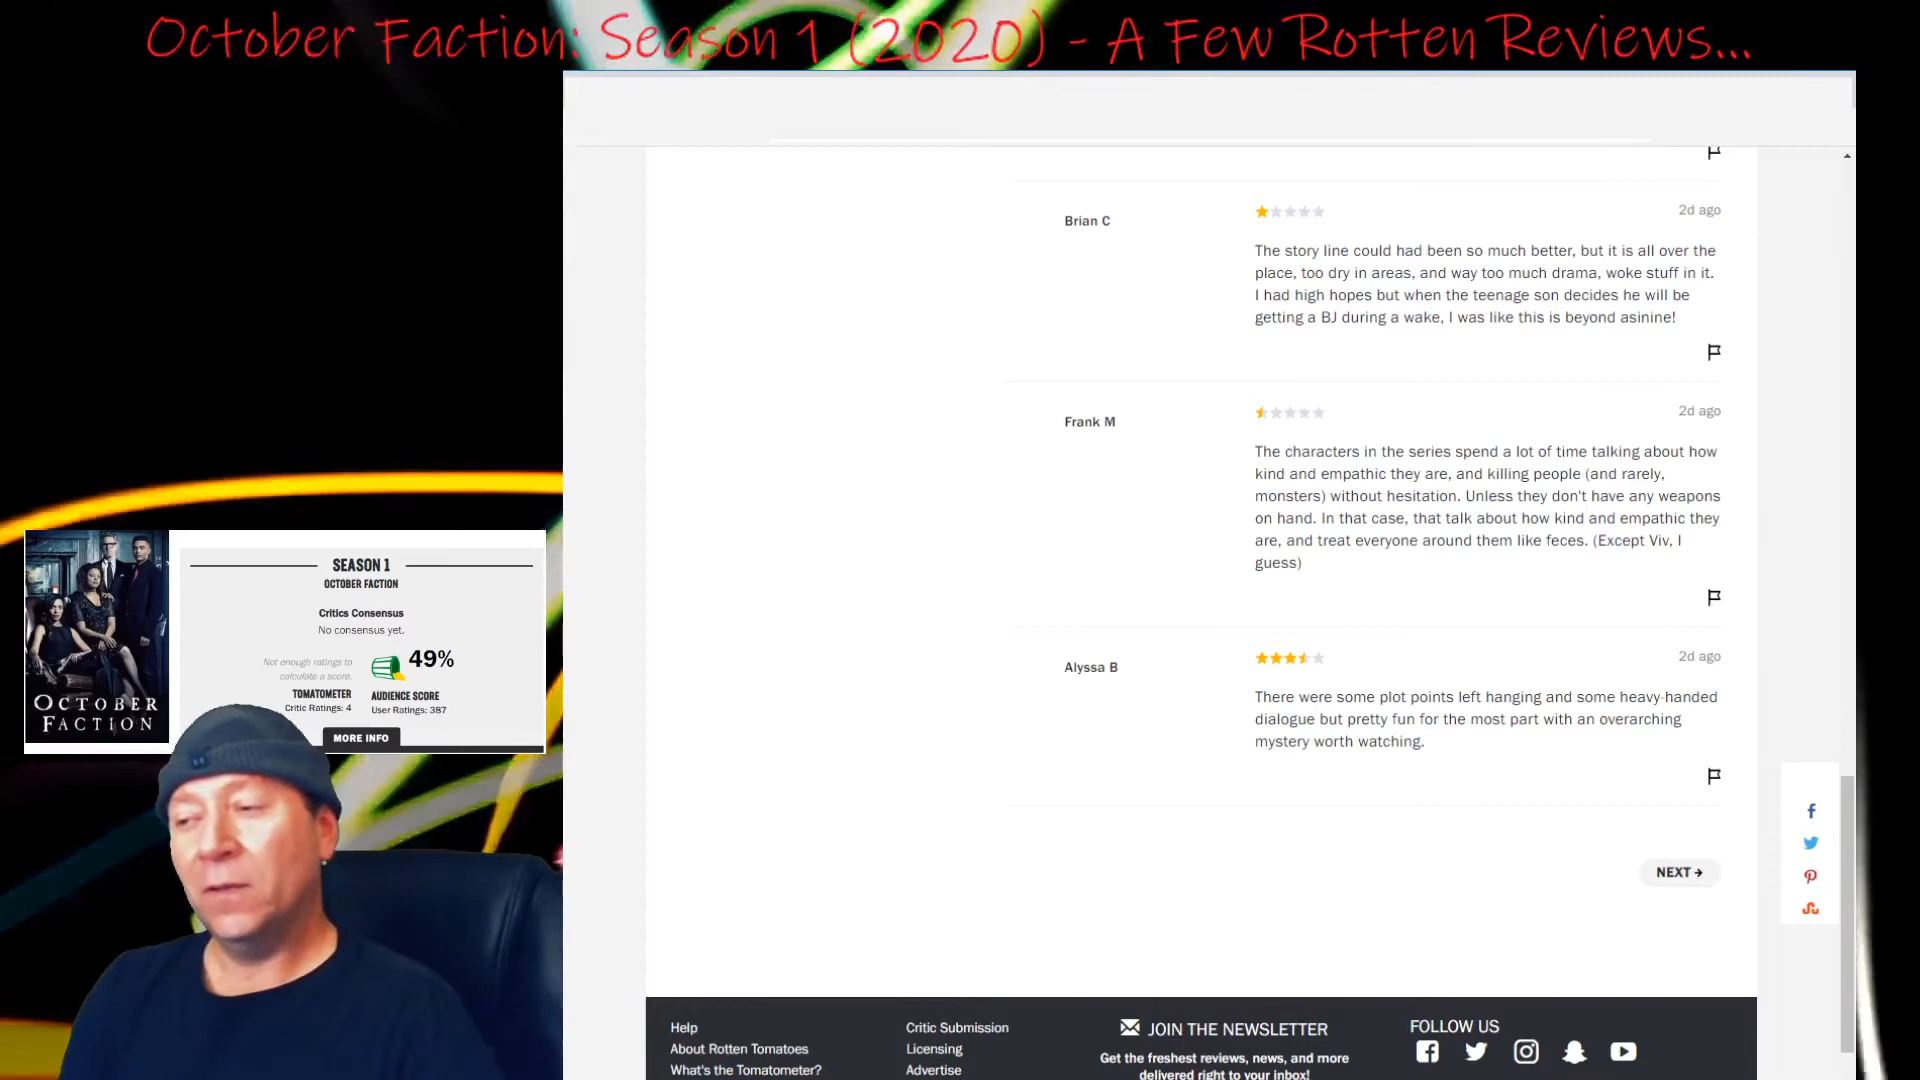 October Faction: Season 1 (2020) - A Few Rotten Reviews...
Brian C
2d ago
The story line could had been so much better, but it is all over the
place, too dry in areas, and way too much drama, woke stuff in it.
I had high hopes but when the teenage son decides he will be
getting a BJ during a wake, I was like this is beyond asinine!
Frank M
2d ago
The characters in the series spend a lot of time talking about how
kind and empathic they are, and killing people (and rarely,
monsters) without hesitation. Unless they don't have any weapons
on hand. In that case, that talk about how kind and empathic they
are, and treat everyone around them like feces. (Except Viv, I
guess)
Alyssa B
2d ago
There were some plot points left hanging and some heavy-handed
dialogue but pretty fun for the most part with an overarching
mystery worth watching.
NEXT
OCTOBER
FACTION
SEASON 1
OCTOBER FACTION
Critics Consensus
No consensus yet.
Not enough ratings to
calculate a score.
TOMATOMETER
Critic Ratings: 4
49%
AUDIENCE SCORE
User Ratings: 387
MORE INFO
Help
About Rotten Tomatoes
What's the Tomatometer?
Critic Submission
Licensing
Advertise
JOIN THE NEWSLETTER
Get the freshest reviews, news, and more
delivered right to your inbox!
FOLLOW US